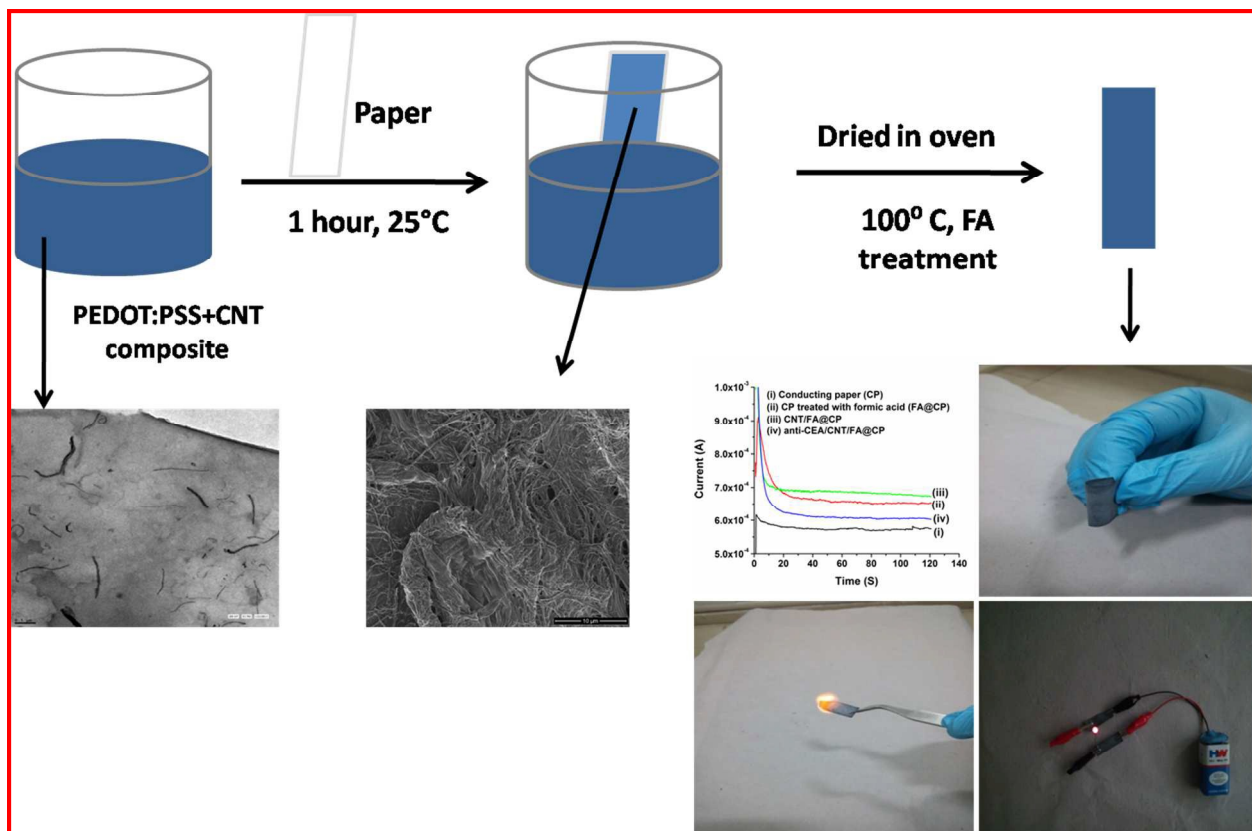 Paper
1 hour, 25°C
Dried in oven
100⁰ C, FA
treatment
PEDOT:PSS+CNT
composite
10 µm
1.0x10⁻³
9.0x10⁻⁴
8.0x10⁻⁴
7.0x10⁻⁴
6.0x10⁻⁴
5.0x10⁻⁴
Current (A)
(i) Conducting paper (CP)
(ii) CP treated with formic acid (FA@CP)
(iii) CNT/FA@CP
(iv) anti-CEA/CNT/FA@CP
(iii)
(ii)
(iv)
(i)
0 20 40 60 80 100 120 140
Time (S)
HW